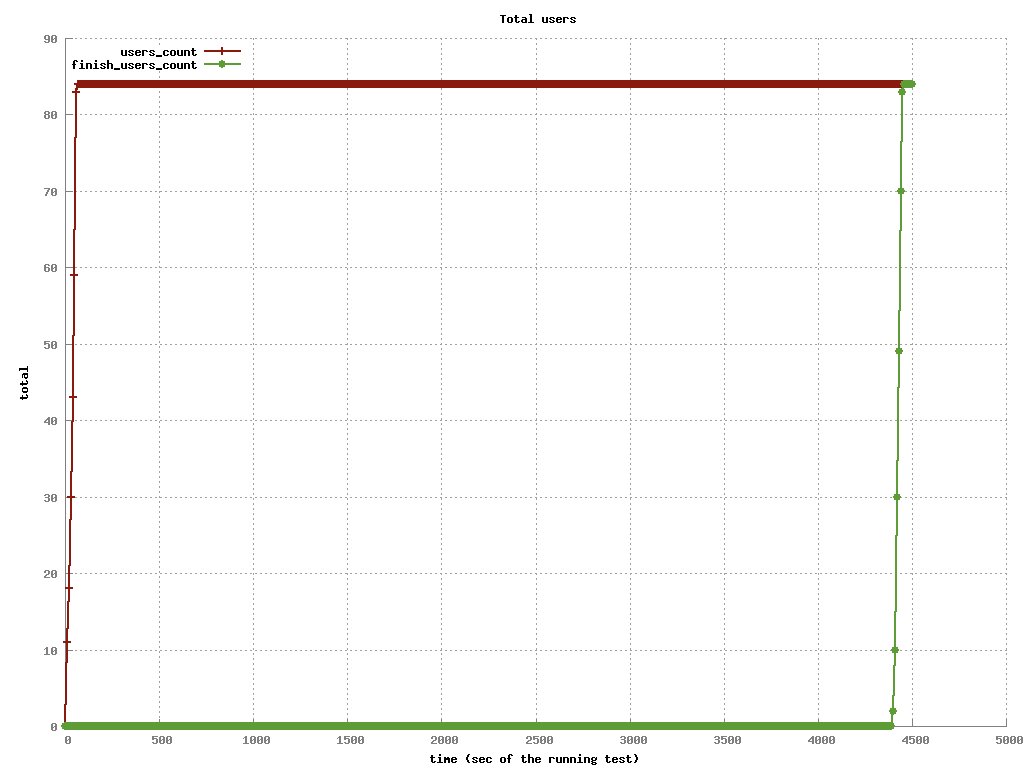 Total users
users_count
finish_users_count
90
80
70
60
50
40
30
20
10
0
total
0 500 1000 1500 2000 2500 3000 3500 4000 4500 5000
time (sec of the running test)